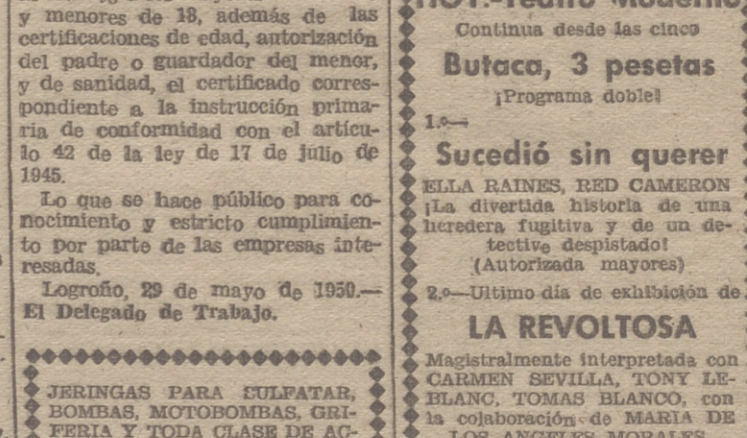 y menores de 18, además de las
certificaciones de edad, autorización
del padre o guardador del menor,
y de sanidad, el certificado corres-
pondiente a la instrucción prima-
ria de conformidad con el artícu-
lo 42 de la ley de 17 de julio de
1945.
Lo que se hace público para co-
nocimiento y estricto cumplimien-
to por parte de las empresas inte-
resadas.
Logroño, 29 de mayo de 1950.—
El Delegado de Trabajo.
JERINGAS PARA SULFATAR,
BOMBAS, MOTOBOMBAS, GRI-
FERIA Y TODA CLASE DE AC-
HOY.-Teatro Moderno
Continua desde las cinco
Butaca, 3 pesetas
¡Programa doble!
1.º—
Sucedió sin querer
ELLA RAINES, RED CAMERON
¡La divertida historia de una
heredera fugitiva y de un de-
tective despistado!
(Autorizada mayores)
2.º—Ultimo día de exhibición de
LA REVOLTOSA
Magistralmente interpretada con
CARMEN SEVILLA, TONY LE-
BLANC, TOMAS BLANCO, con
la colaboración de MARIA DE
LOS ANGELES MORALES